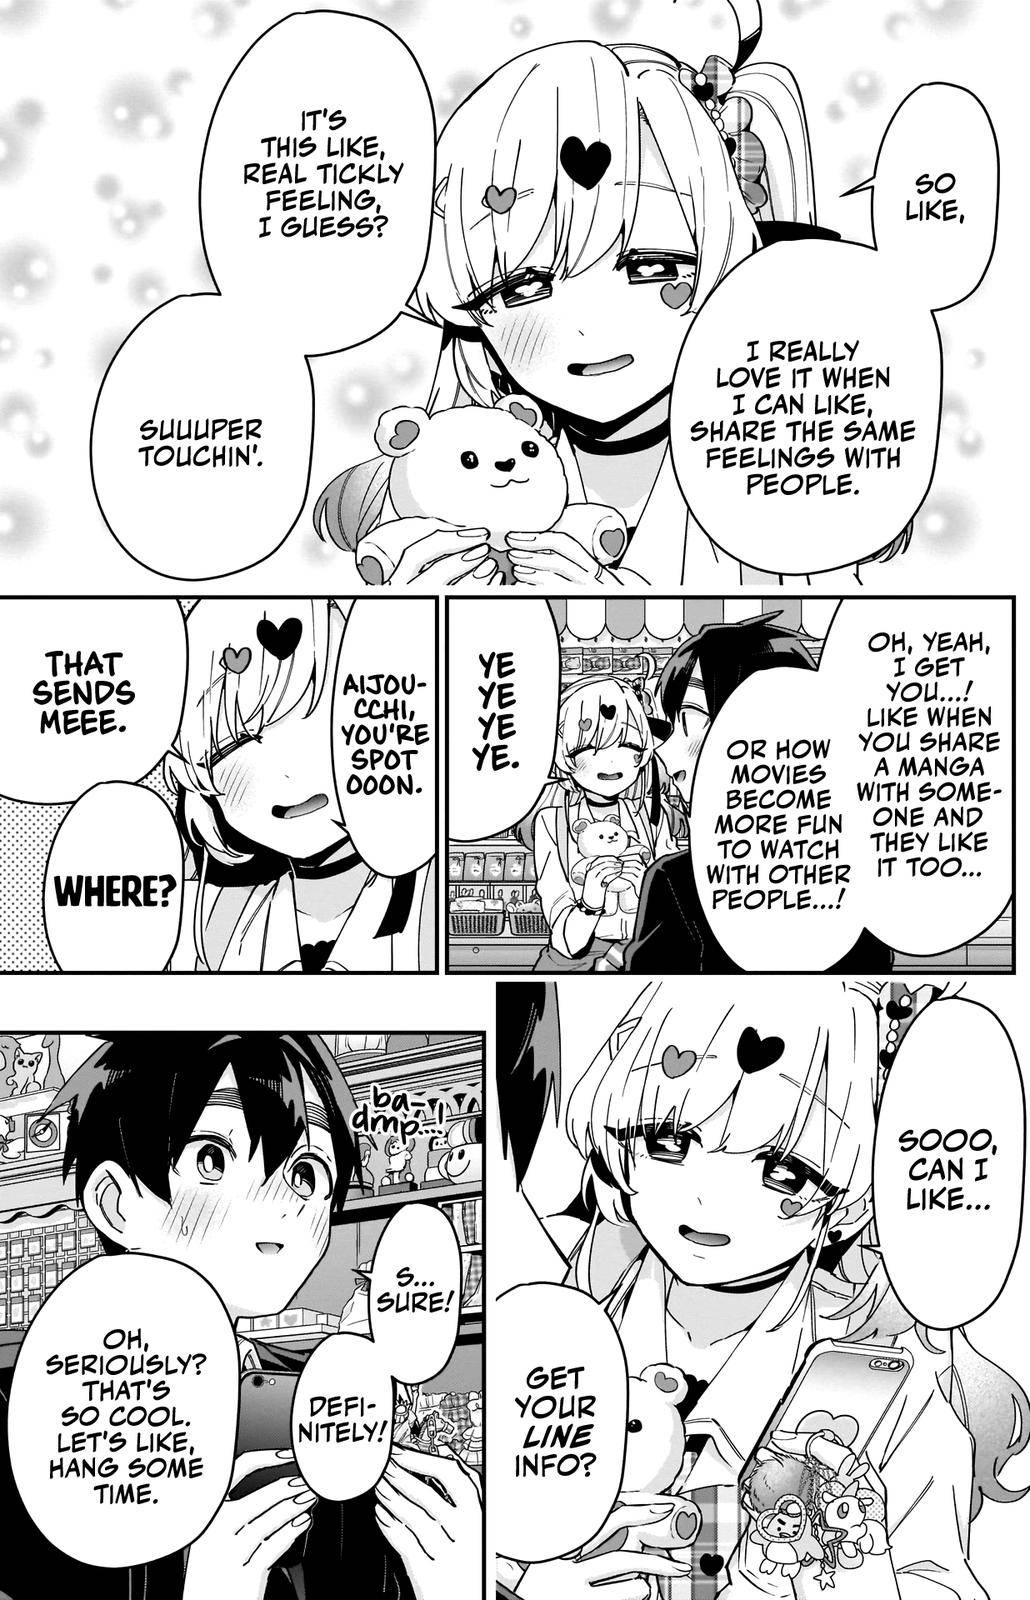 SO
LIKE,
I REALLY
LOVE IT WHEN
I CAN LIKE,
SHARE THE SAME
FEELINGS WITH
PEOPLE.
IT'S
THIS LIKE,
REAL TICKLY
FEELING,
I GUESS?
SUUUPER
TOUCHIN'.
OH, YEAH,
I GET
YOU...!
LIKE WHEN
YOU SHARE
A MANGA
WITH SOME-
ONE AND
THEY LIKE
IT TOO...
OR HOW
MOVIES
BECOME
MORE FUN
TO WATCH
WITH OTHER
PEOPLE...!
YE
YE
YE
YE.
AIJOU-
CCHI,
YOU'RE
SPOT
OOON.
THAT
SENDS
MEEE.
WHERE?
SOOO,
CAN I
LIKE...
GET
YOUR
LINE
INFO?
ba-
dmp...!
S...
SURE!
DEFI-
NITELY!
OH,
SERIOUSLY?
THAT'S
SO COOL.
LET'S LIKE,
HANG SOME
TIME.